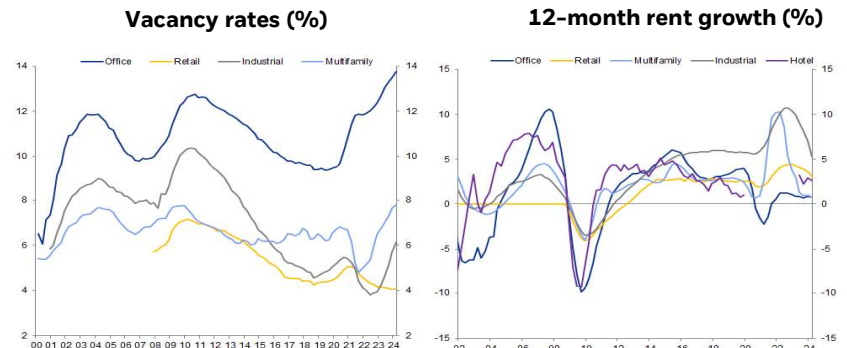 Vacancy rates (%)
12-month rent growth (%)
Office Retail Industrial Multifamily
Office Retail Multifamily Industrial Hotel
14 14
12 12
10 10
8 8
6 6
4 4
2 2
00 01 02 03 04 05 06 07 08 09 10 11 12 13 14 15 16 17 18 19 20 21 22 23 24
15 15
10 10
5 5
0 0
-5 -5
-10 -10
-15 -15
02 04 06 08 10 12 14 16 18 20 22 24